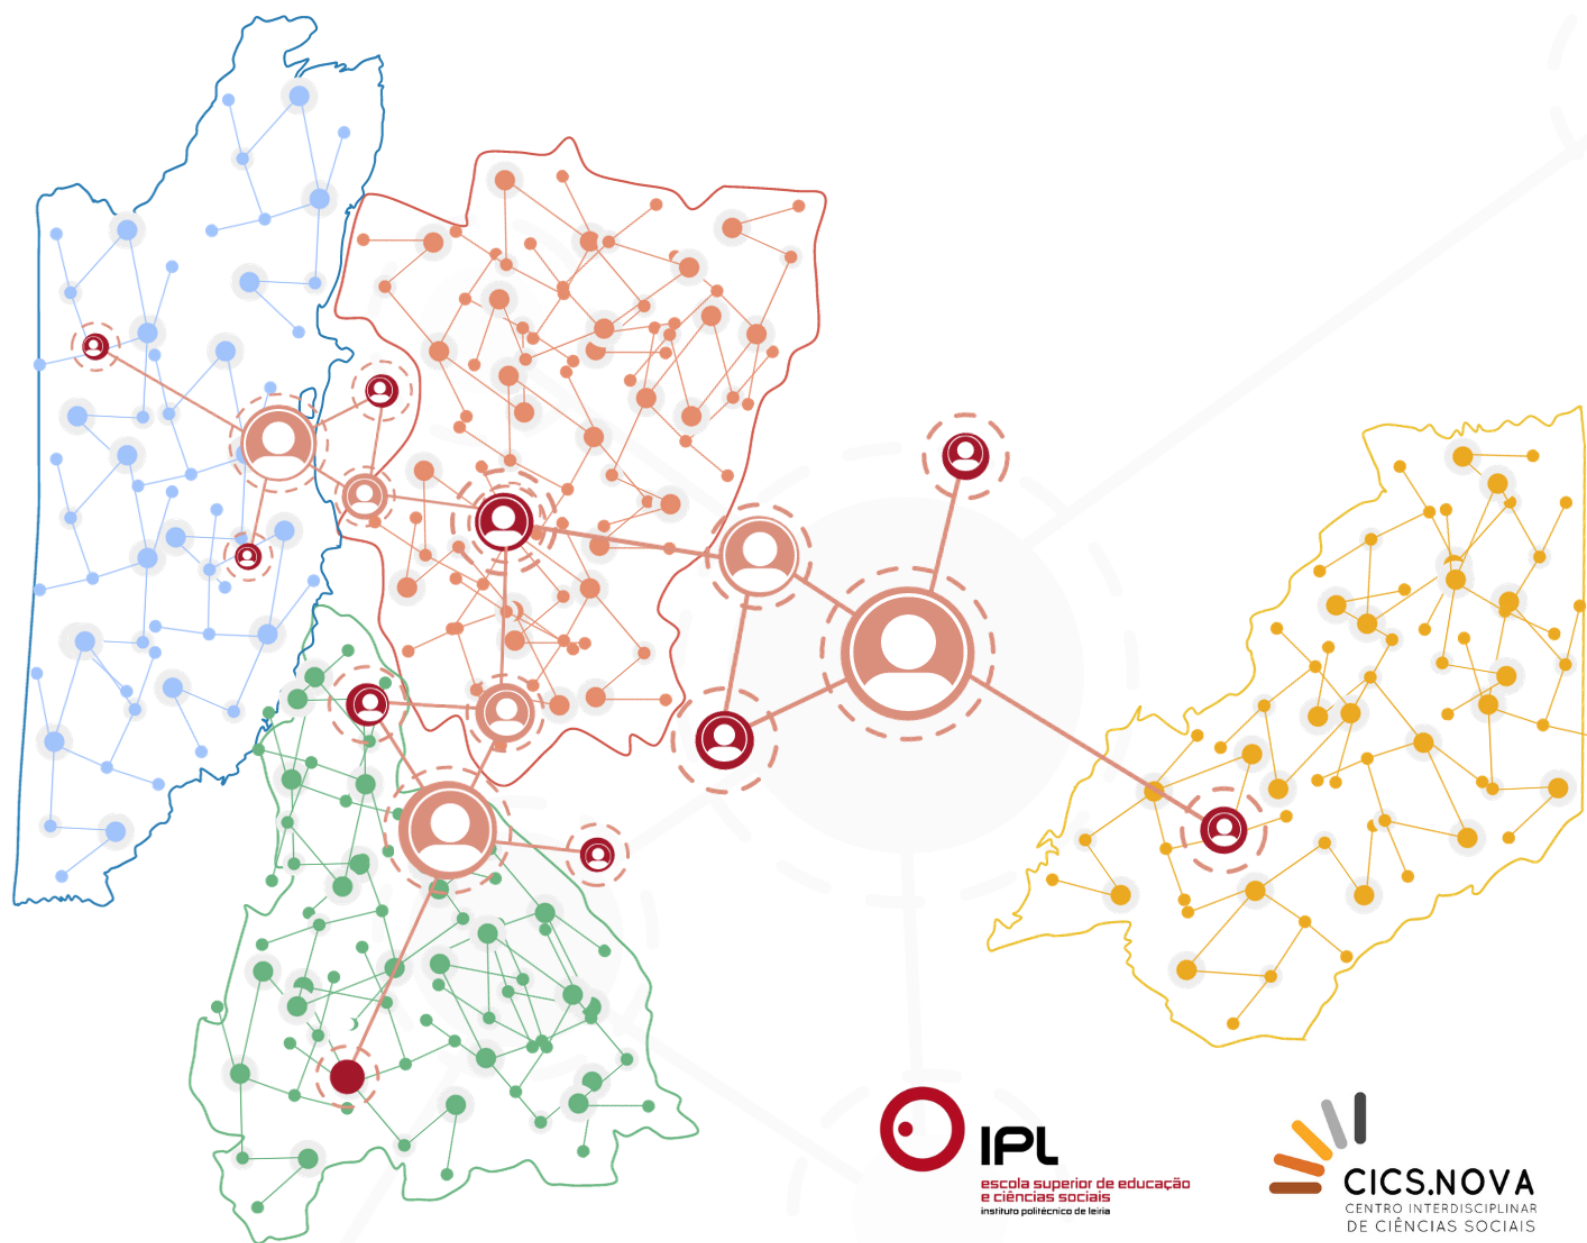 IPL
escola superior de educação
e ciências sociais
instituto politécnico de leiria
CICS.NOVA
CENTRO INTERDISCIPLINAR
DE CIÊNCIAS SOCIAIS